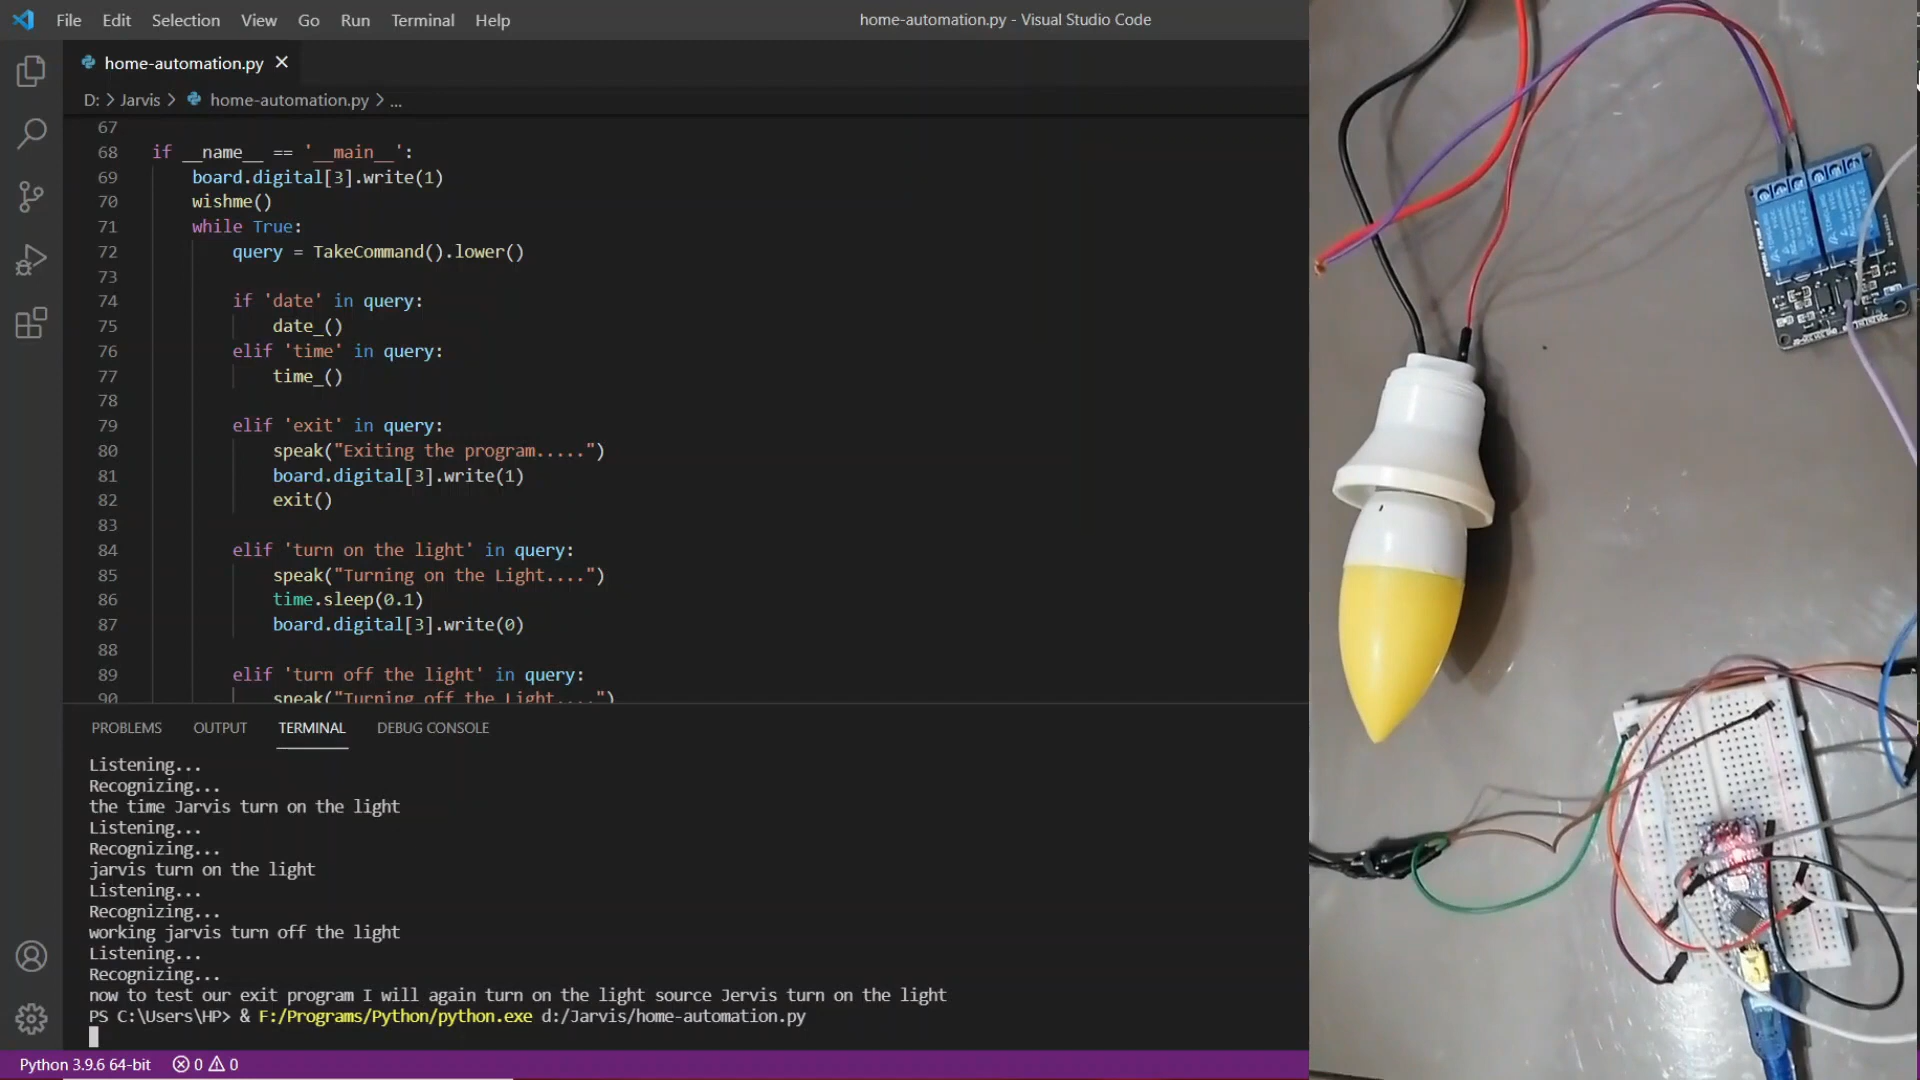 File Edit Selection View Go Run Terminal Help
home-automation.py - Visual Studio Code
home-automation.py
D: > Jarvis > home-automation.py > ...
67
68 if __name__ == '__main__':
69 board.digital[3].write(1)
70 wishme()
71 while True:
72 query = TakeCommand().lower()
73
74 if 'date' in query:
75 date_()
76 elif 'time' in query:
77 time_()
78
79 elif 'exit' in query:
80 speak("Exiting the program.....")
81 board.digital[3].write(1)
82 exit()
83
84 elif 'turn on the light' in query:
85 speak("Turning on the Light....")
86 time.sleep(0.1)
87 board.digital[3].write(0)
88
89 elif 'turn off the light' in query:
90 speak("Turning off the Light....")
PROBLEMS OUTPUT TERMINAL DEBUG CONSOLE
Listening...
Recognizing...
the time Jarvis turn on the light
Listening...
Recognizing...
jarvis turn on the light
Listening...
Recognizing...
working jarvis turn off the light
Listening...
Recognizing...
now to test our exit program I will again turn on the light source Jervis turn on the light
PS C:\Users\HP> & F:/Programs/Python/python.exe d:/Jarvis/home-automation.py
Python 3.9.6 64-bit 0 0